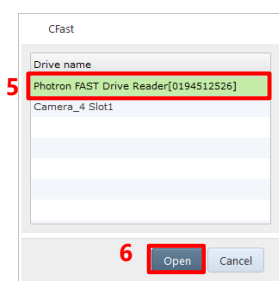 CFast
Drive name
5 Photron FAST Drive Reader[0194512526]
Camera_4 Slot1
6 Open Cancel